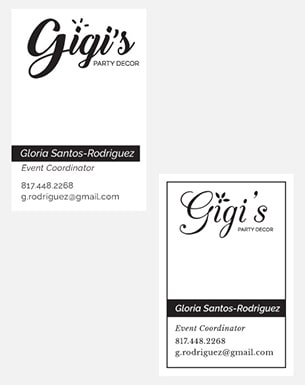 Gigi's
PARTY DECOR
Gloria Santos-Rodriguez
Event Coordinator
817.448.2268
g.rodriguez@gmail.com
Gigi's
PARTY DECOR
Gloria Santos-Rodriguez
Event Coordinator
817.448.2268
g.rodriguez@gmail.com